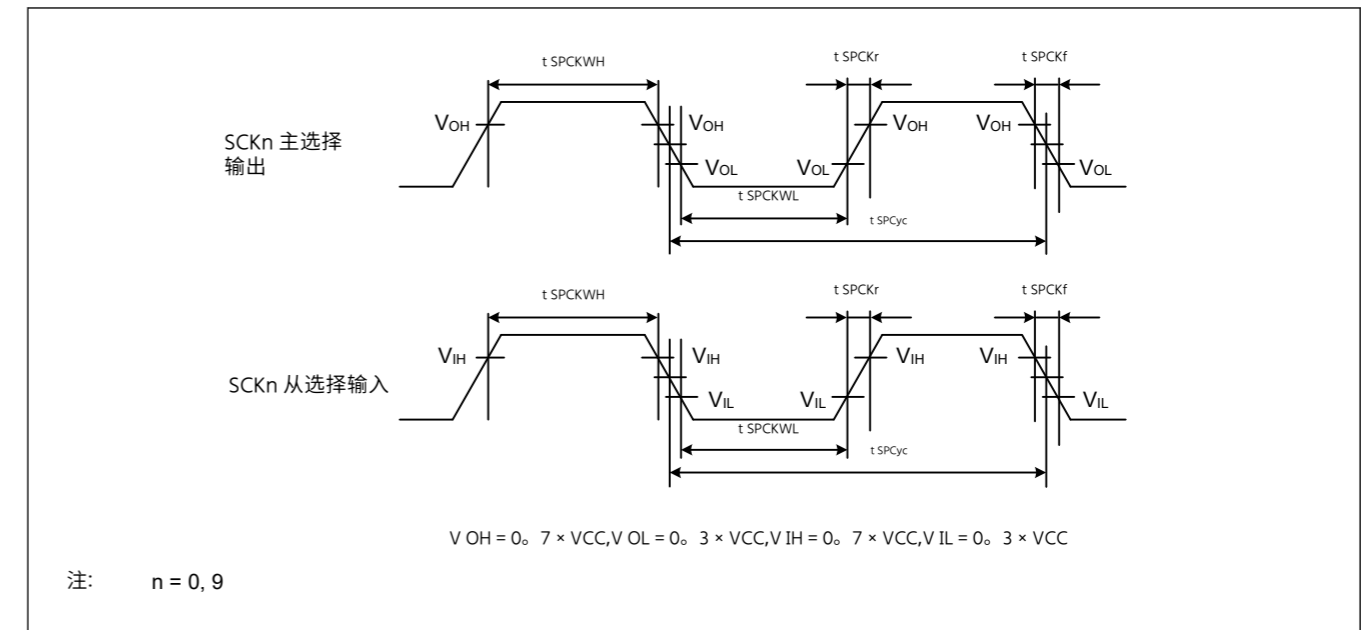 t SPCKWH
t SPCKr
t SPCKf
VOH
VOH
VOH
VOH
SCKn 主选择
输出
VOL
VOL
VOL
t SPCKWL
t SPCyc
t SPCKWH
t SPCKr
t SPCKf
VIH
VIH
VIH
VIH
SCKn 从选择输入
VIL
VIL
VIL
t SPCKWL
t SPCyc
V OH = 0。7 × VCC,V OL = 0。3 × VCC,V IH = 0。7 × VCC,V IL = 0。3 × VCC
注: n = 0, 9